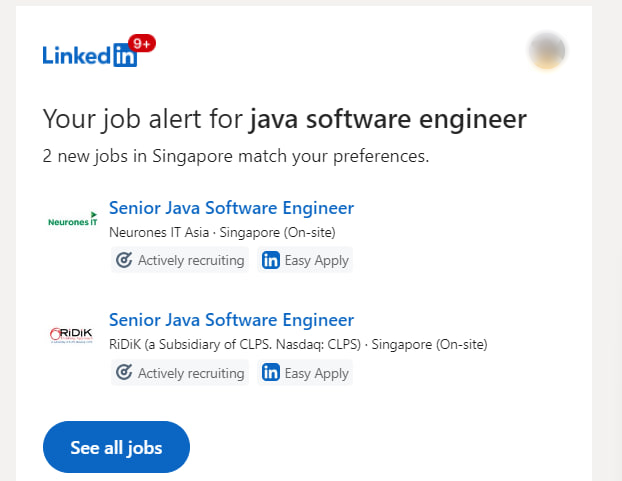 Linkedin 9+
Your job alert for java software engineer
2 new jobs in Singapore match your preferences.
Senior Java Software Engineer
Neurones IT
Neurones IT Asia · Singapore (On-site)
Actively recruiting in Easy Apply
Senior Java Software Engineer
RiDiK
RiDiK (a Subsidiary of CLPS. Nasdaq: CLPS) · Singapore (On-site)
Actively recruiting in Easy Apply
See all jobs